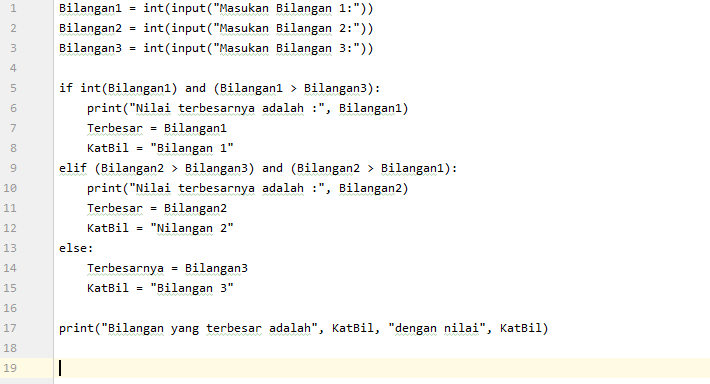 1 Bilangan1 = int(input("Masukan Bilangan 1:"))
2 Bilangan2 = int(input("Masukan Bilangan 2:"))
3 Bilangan3 = int(input("Masukan Bilangan 3:"))
4
5 if int(Bilangan1) and (Bilangan1 > Bilangan3):
6     print("Nilai terbesarnya adalah :", Bilangan1)
7     Terbesar = Bilangan1
8     KatBil = "Bilangan 1"
9 elif (Bilangan2 > Bilangan3) and (Bilangan2 > Bilangan1):
10     print("Nilai terbesarnya adalah :", Bilangan2)
11     Terbesar = Bilangan2
12     KatBil = "Nilangan 2"
13 else:
14     Terbesarnya = Bilangan3
15     KatBil = "Bilangan 3"
16
17 print("Bilangan yang terbesar adalah", KatBil, "dengan nilai", KatBil)
18
19